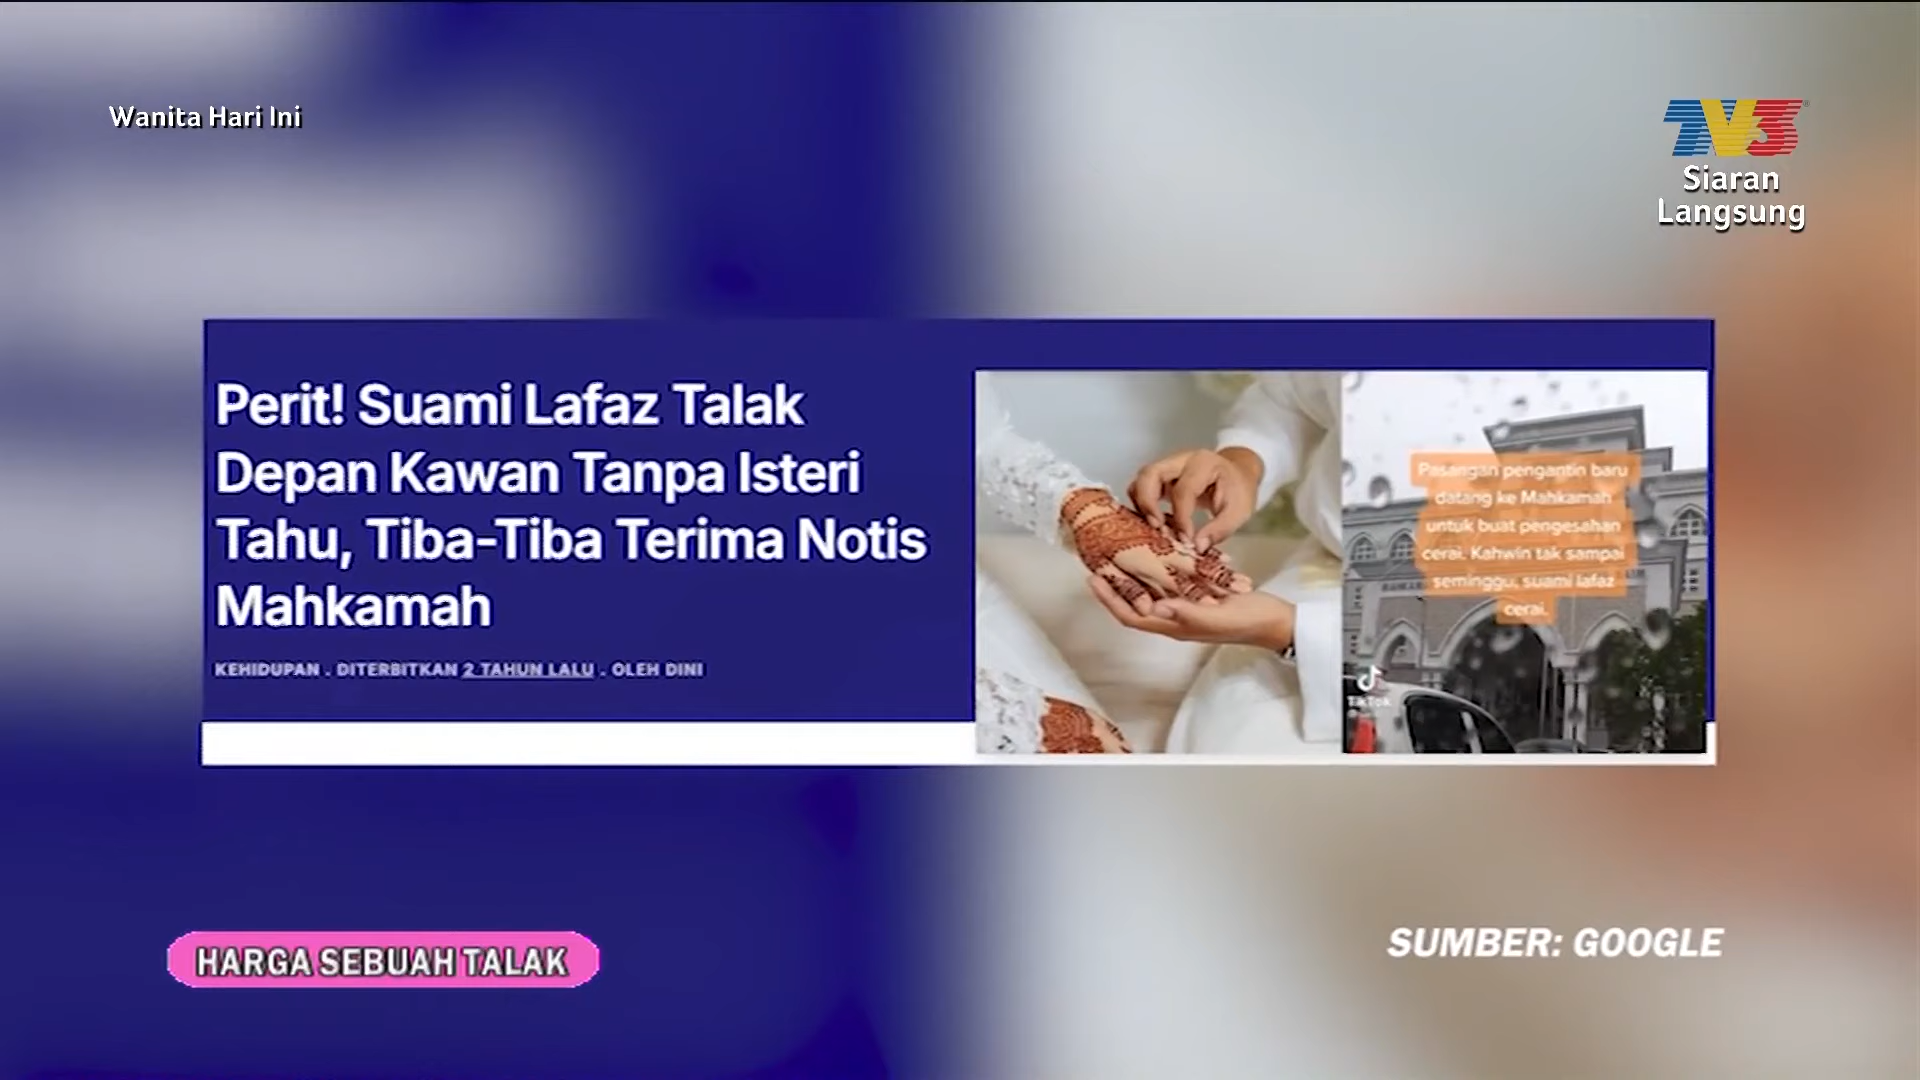 Wanita Hari Ini
TV3
Siaran
Langsung
Perit! Suami Lafaz Talak
Depan Kawan Tanpa Isteri
Tahu, Tiba-Tiba Terima Notis
Mahkamah
KEHIDUPAN . DITERBITKAN 2 TAHUN LALU . OLEH DINI
Pasangan pengantin baru
datang ke Mahkamah
untuk buat pengesahan
cerai. Kahwin tak sampai
seminggu, suami lafaz
cerai.
TikTok
HARGA SEBUAH TALAK
SUMBER: GOOGLE